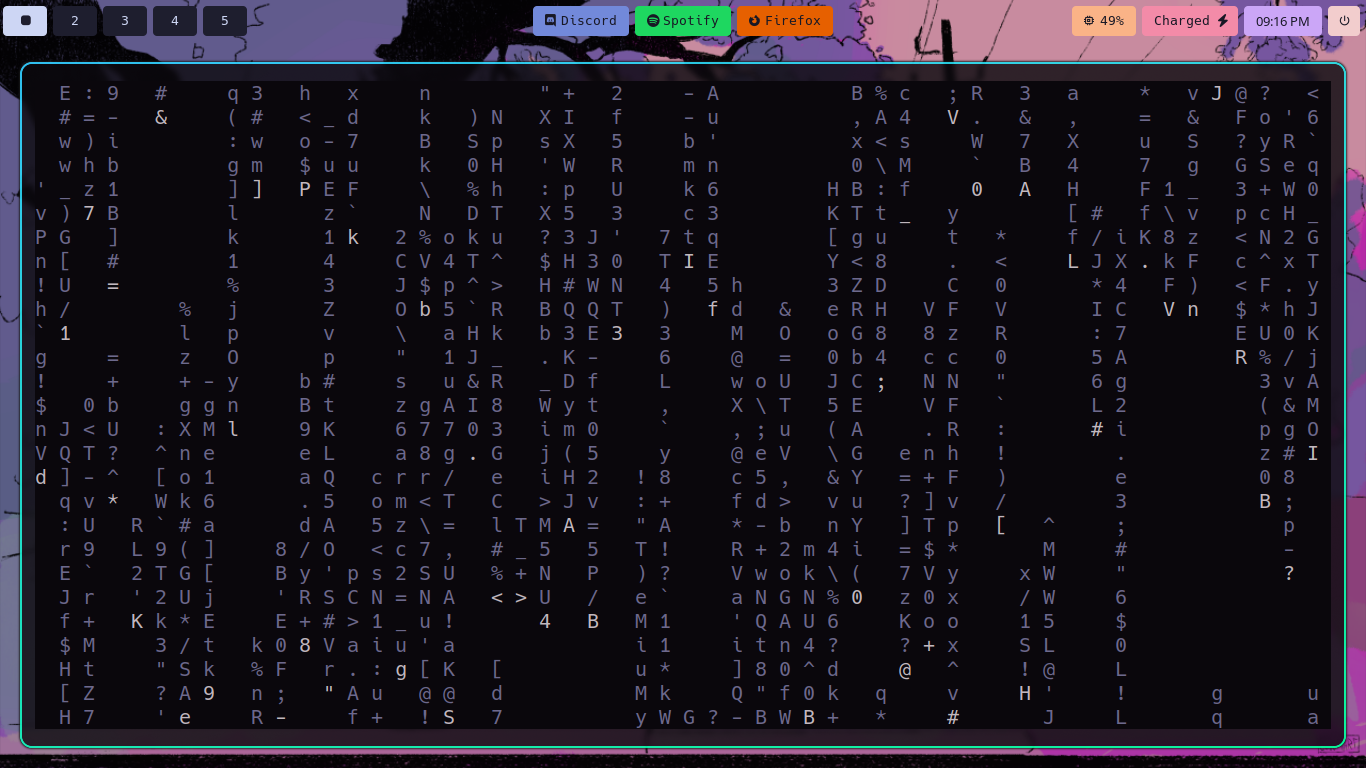 2
3
4
5
Discord
Spotify
Firefox
49%
Charged
09:16 PM
E : 9 # q 3 h x n " + 2 - A B % c ; R 3 a * v J @ ? <
# = - & ( # < _ d k ) N X I f - u , A 4 V . & , = & F o ' 6
w ) i : w o - 7 B S p s X 5 b ' x < s W 7 X u S ? y R `
w h b g m $ u u k 0 H ' W R m n 0 \ M ` B 4 7 g G S e q
' _ z 1 ] ] P E F \ % h : p U k 6 H B : f 0 A H F 1 _ 3 + W 0
v ) 7 B l z ` N D T X 5 3 c 3 K T t _ y [ # f \ v p c H _
P G ] k 1 k 2 % o k u ? 3 J ' 7 t q [ g u t * f / i K 8 z < N 2 G
n [ # 1 4 C V 4 T ^ $ H 3 0 T I E Y < 8 . < L J X . k F c ^ x T
! U = % 3 J $ p ^ > H # W N 4 5 h 3 Z D C 0 * 4 F ) < F . y
h / % j Z O b 5 ` R B Q Q T ) f d & e R H V F V I C V n $ * h J
` 1 l p v \ a H k b 3 E 3 3 M O o G 8 8 z R : 7 E U 0 K
g = z O p " 1 J _ . K - 6 @ = 0 b 4 c c 0 5 A R % / j
! + + - y b # s u & R _ D f L w o U J C ; N N " 6 g 3 v A
$ 0 b g g n B t z g A I 8 W y t , X \ T 5 E V F ` L 2 ( & M
n J < U : X M l 9 K 6 7 7 0 3 i m 0 ` , ; u ( A . R : # i p g O
V Q T ? ^ n e e L a 8 g . G j ( 5 y @ e V \ G e n h ! . z # I
d ] - ^ [ o 1 a Q c r r / e i H 2 ! 8 c 5 , & Y = + F ) e 0 8
q v * W k 6 . 5 o m < T C > J v : + f d > v u ? ] v / 3 B ;
: U R ` # a d A 5 z \ = l T M A = " A * - b n Y ] T p [ ^ ; p
r 9 L 9 ( ] 8 / O < c 7 , # _ 5 5 T ! R + 2 m 4 i = $ * M # -
E ` 2 T G [ B y ' p s 2 S U % + N P ) ? V w o k \ ( 7 V y x W " ?
J r ' 2 U j ' R S C N = N A < > U / e ` a N G N % 0 z 0 x / W 6
f + K k * E E + # > 1 _ u ! 4 B M 1 ' Q A U 6 K o x 1 5 $
$ M 3 / t k 0 8 V a i u ' a i 1 i t n 4 ? ? + x S L 0
H t " S k % F r : g [ K [ u * ] 8 0 ^ d @ ^ ! @ L
[ Z ? A 9 n ; " . A u @ @ d M k Q " f 0 k q v H ' ! g u
H 7 ' e R - f + ! S 7 y W G ? - B W B + * # J L q a